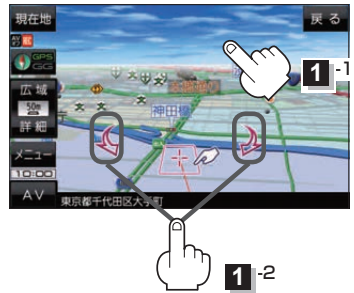 現在地
戻る
GPS
広域
50m
詳細
神田橋
メニュー
10:00
AV
東京都千代田区大手町
1 -1
1 -2